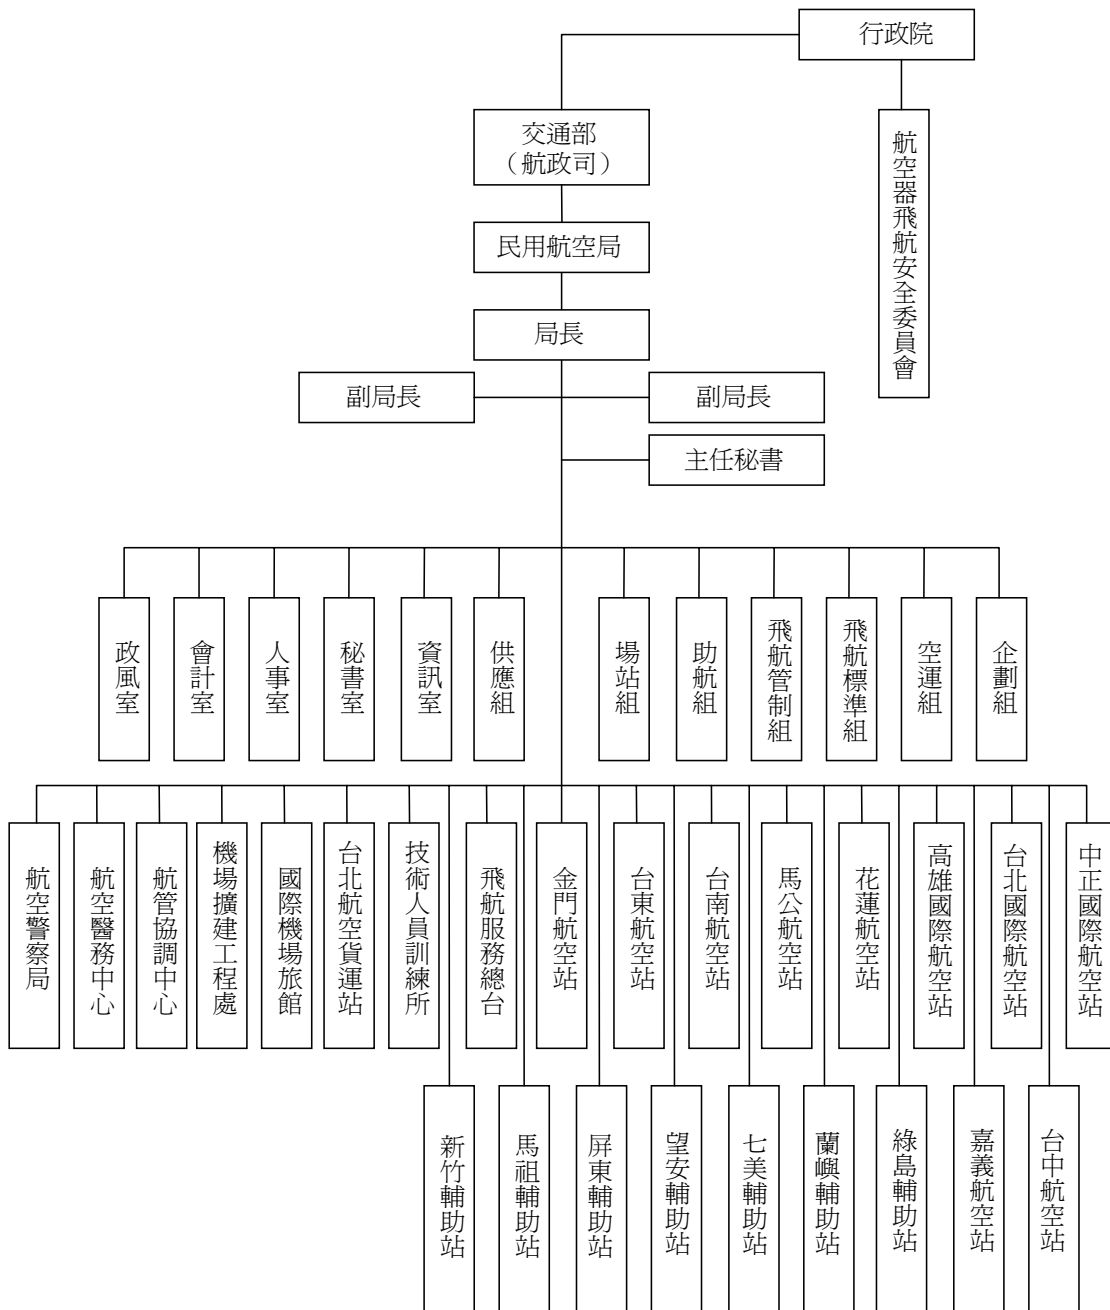 行政院
交通部
（航政司）
航空器飛航安全委員會
民用航空局
局長
副局長
副局長
主任秘書
政風室
會計室
人事室
秘書室
資訊室
供應組
場站組
助航組
飛航管制組
飛航標準組
空運組
企劃組
航空警察局
航空醫務中心
航管協調中心
機場擴建工程處
國際機場旅館
台北航空貨運站
技術人員訓練所
飛航服務總台
金門航空站
台東航空站
台南航空站
馬公航空站
花蓮航空站
高雄國際航空站
台北國際航空站
中正國際航空站
新竹輔助站
馬祖輔助站
屏東輔助站
望安輔助站
七美輔助站
蘭嶼輔助站
綠島輔助站
嘉義航空站
台中航空站